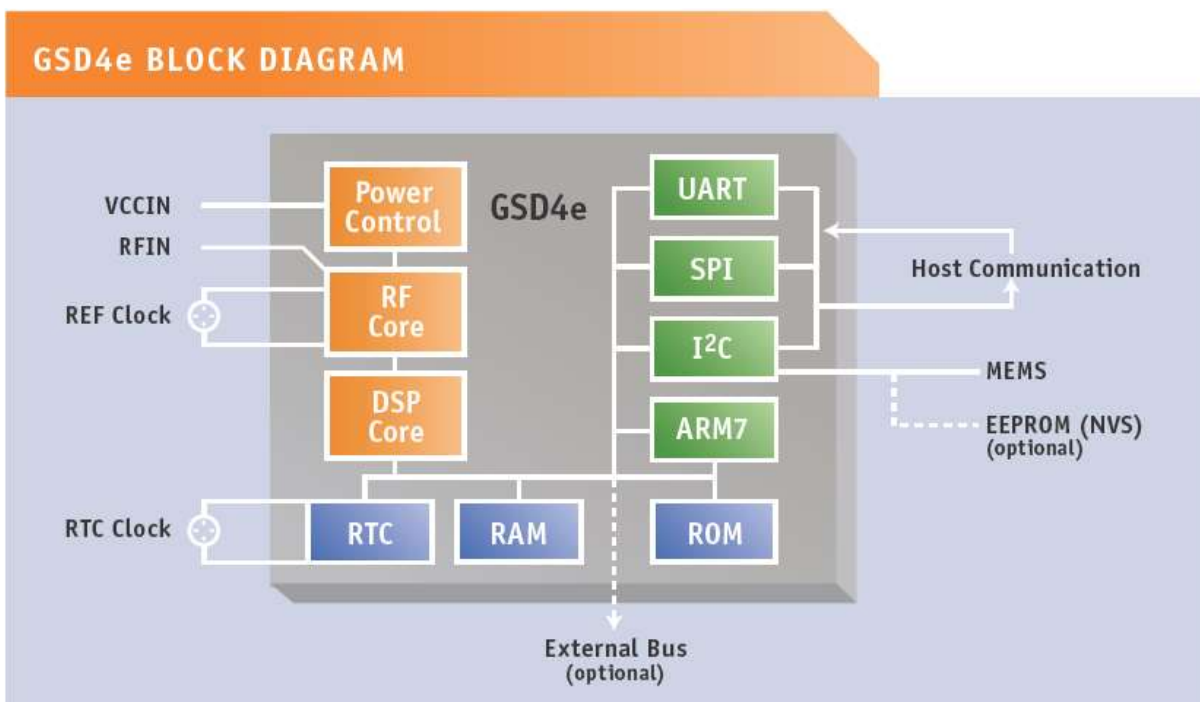 GSD4e BLOCK DIAGRAM
GSD4e
VCCIN
RFIN
REF Clock
RTC Clock
Power
Control
RF
Core
DSP
Core
RTC
RAM
ROM
UART
SPI
I²C
ARM7
Host Communication
MEMS
EEPROM (NVS)
(optional)
External Bus
(optional)